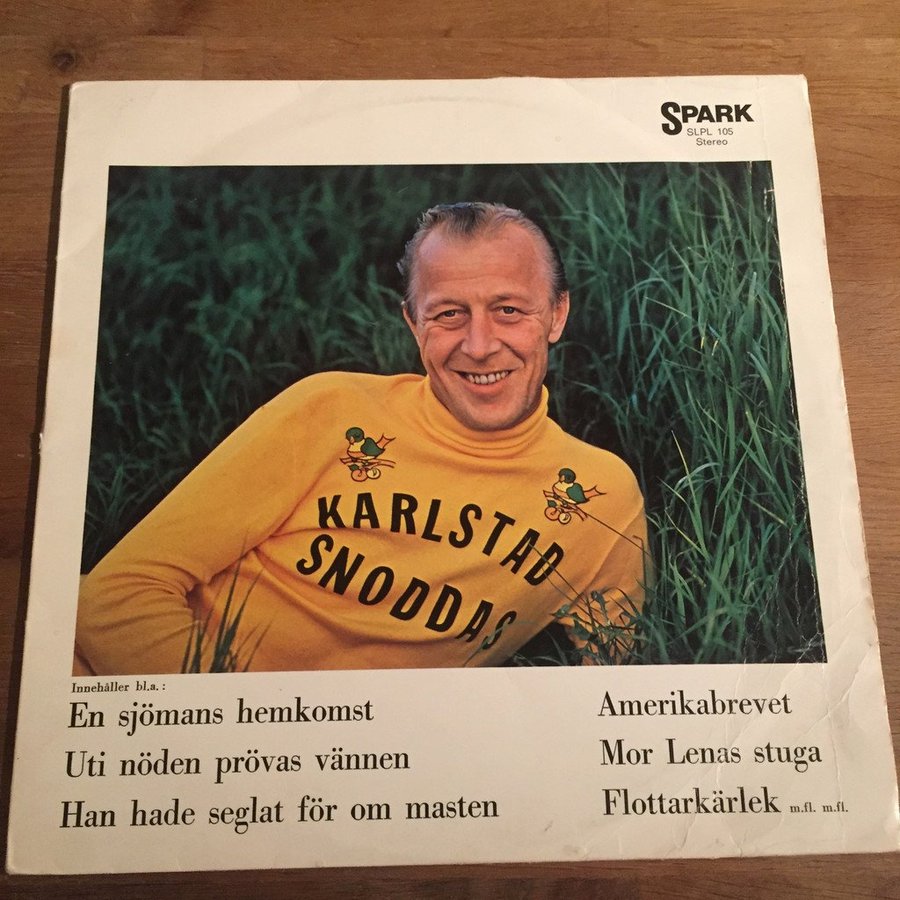 SPARK
SLPL 105
Stereo
KARLSTAD
SNODDAS
Innehåller bl.a. :
En sjömans hemkomst
Uti nöden prövas vännen
Han hade seglat för om masten
Amerikabrevet
Mor Lenas stuga
Flottarkärlek m.fl. m.fl.